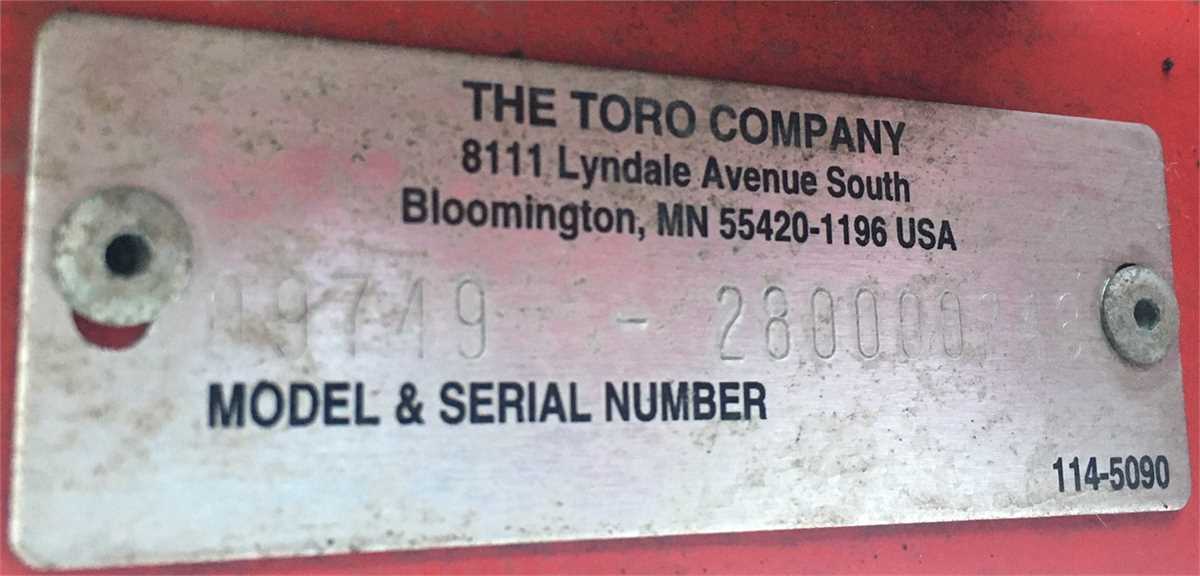 THE TORO COMPANY
8111 Lyndale Avenue South
Bloomington, MN 55420-1196 USA
MODEL & SERIAL NUMBER
114-5090